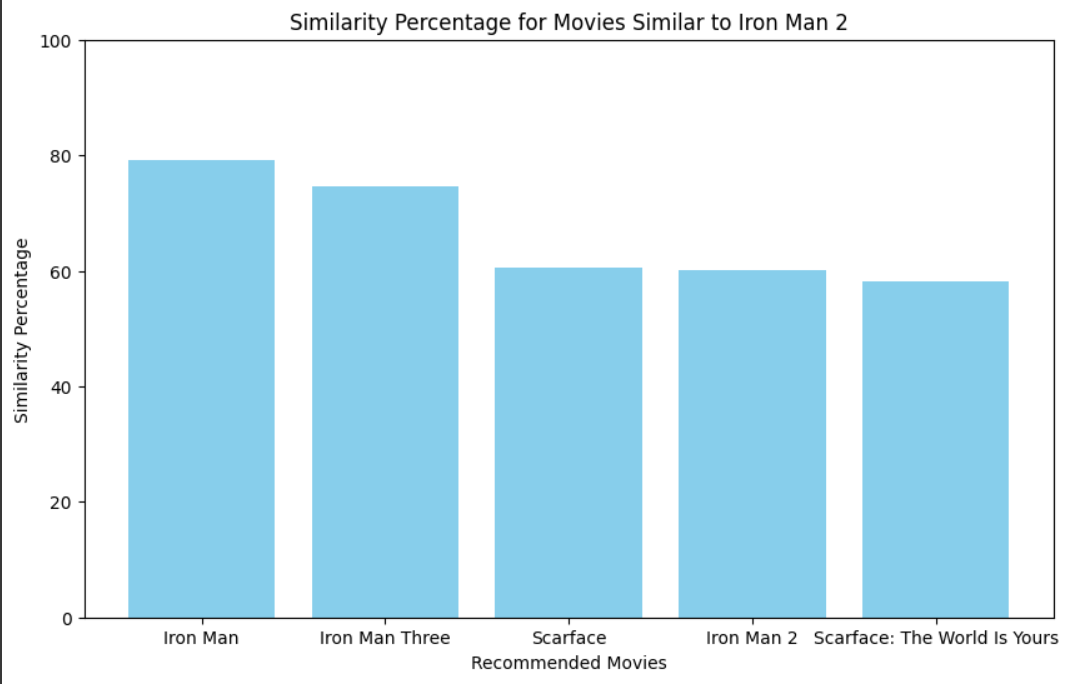 Similarity Percentage for Movies Similar to Iron Man 2
100
80
60
40
20
0
Similarity Percentage
Iron Man
Iron Man Three
Scarface
Iron Man 2
Scarface: The World Is Yours
Recommended Movies